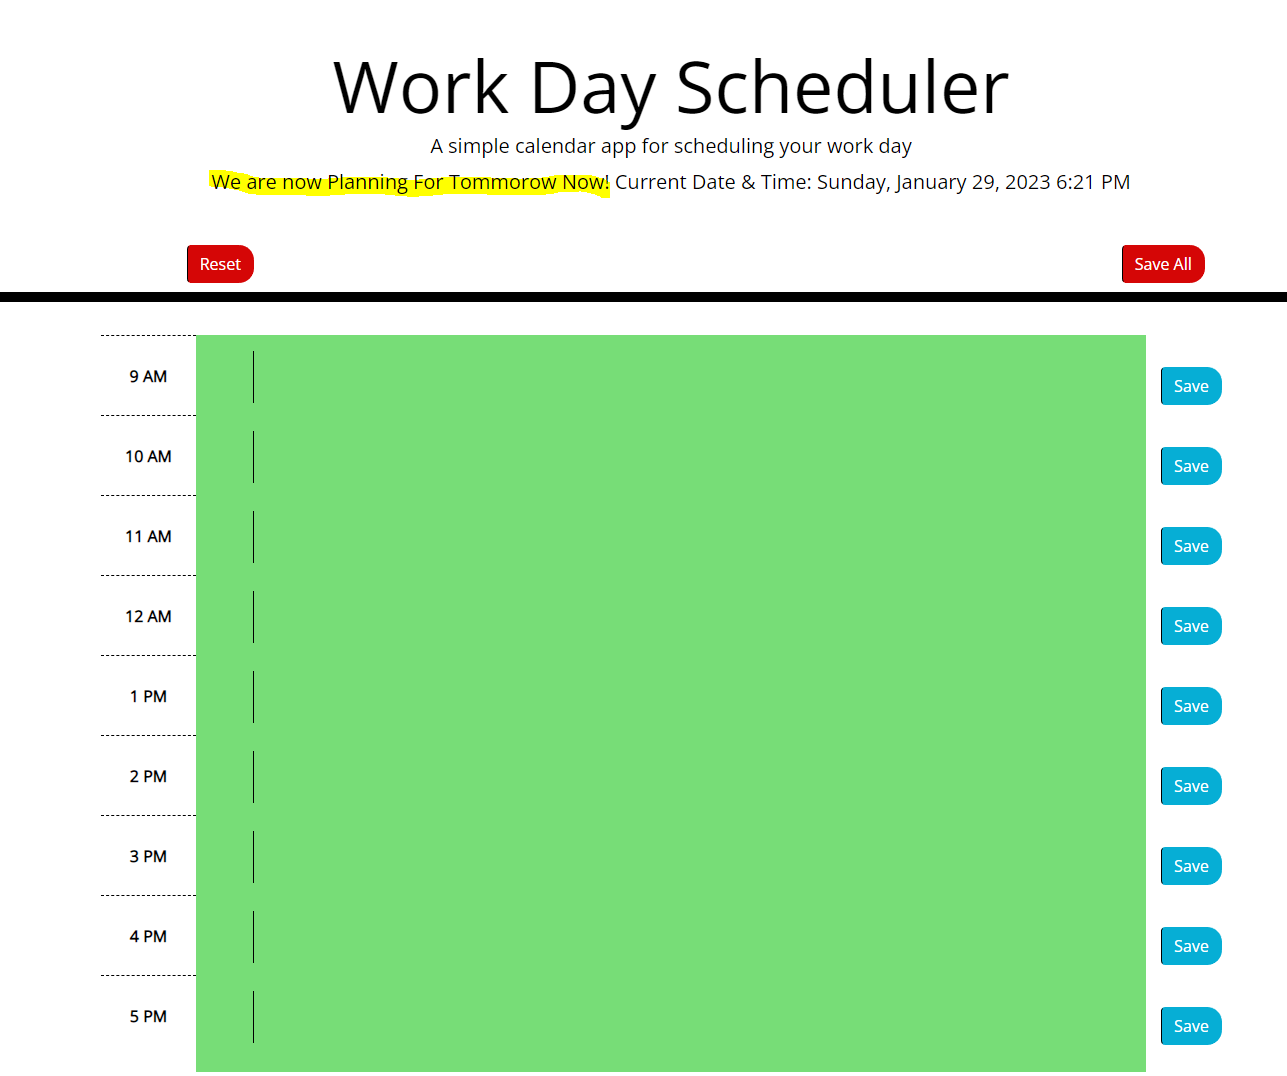 Work Day Scheduler
A simple calendar app for scheduling your work day
We are now Planning For Tommorow Now! Current Date & Time: Sunday, January 29, 2023 6:21 PM
Reset Save All
9 AM Save
10 AM Save
11 AM Save
12 AM Save
1 PM Save
2 PM Save
3 PM Save
4 PM Save
5 PM Save